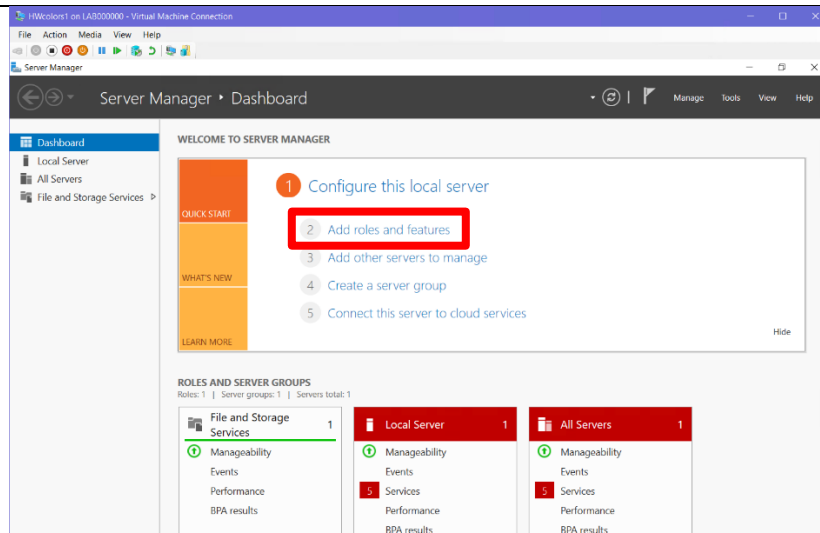 HWcolors1 on LAB000000 - Virtual Machine Connection
File Action Media View Help
Server Manager
Server Manager • Dashboard
Manage Tools View Help
Dashboard
Local Server
All Servers
File and Storage Services
WELCOME TO SERVER MANAGER
QUICK START
WHAT'S NEW
LEARN MORE
1 Configure this local server
2 Add roles and features
3 Add other servers to manage
4 Create a server group
5 Connect this server to cloud services
Hide
ROLES AND SERVER GROUPS
Roles: 1 | Server groups: 1 | Servers total: 1
File and Storage Services 1
Manageability
Events
Performance
BPA results
Local Server 1
Manageability
Events
5 Services
Performance
BPA results
All Servers 1
Manageability
Events
5 Services
Performance
BPA results